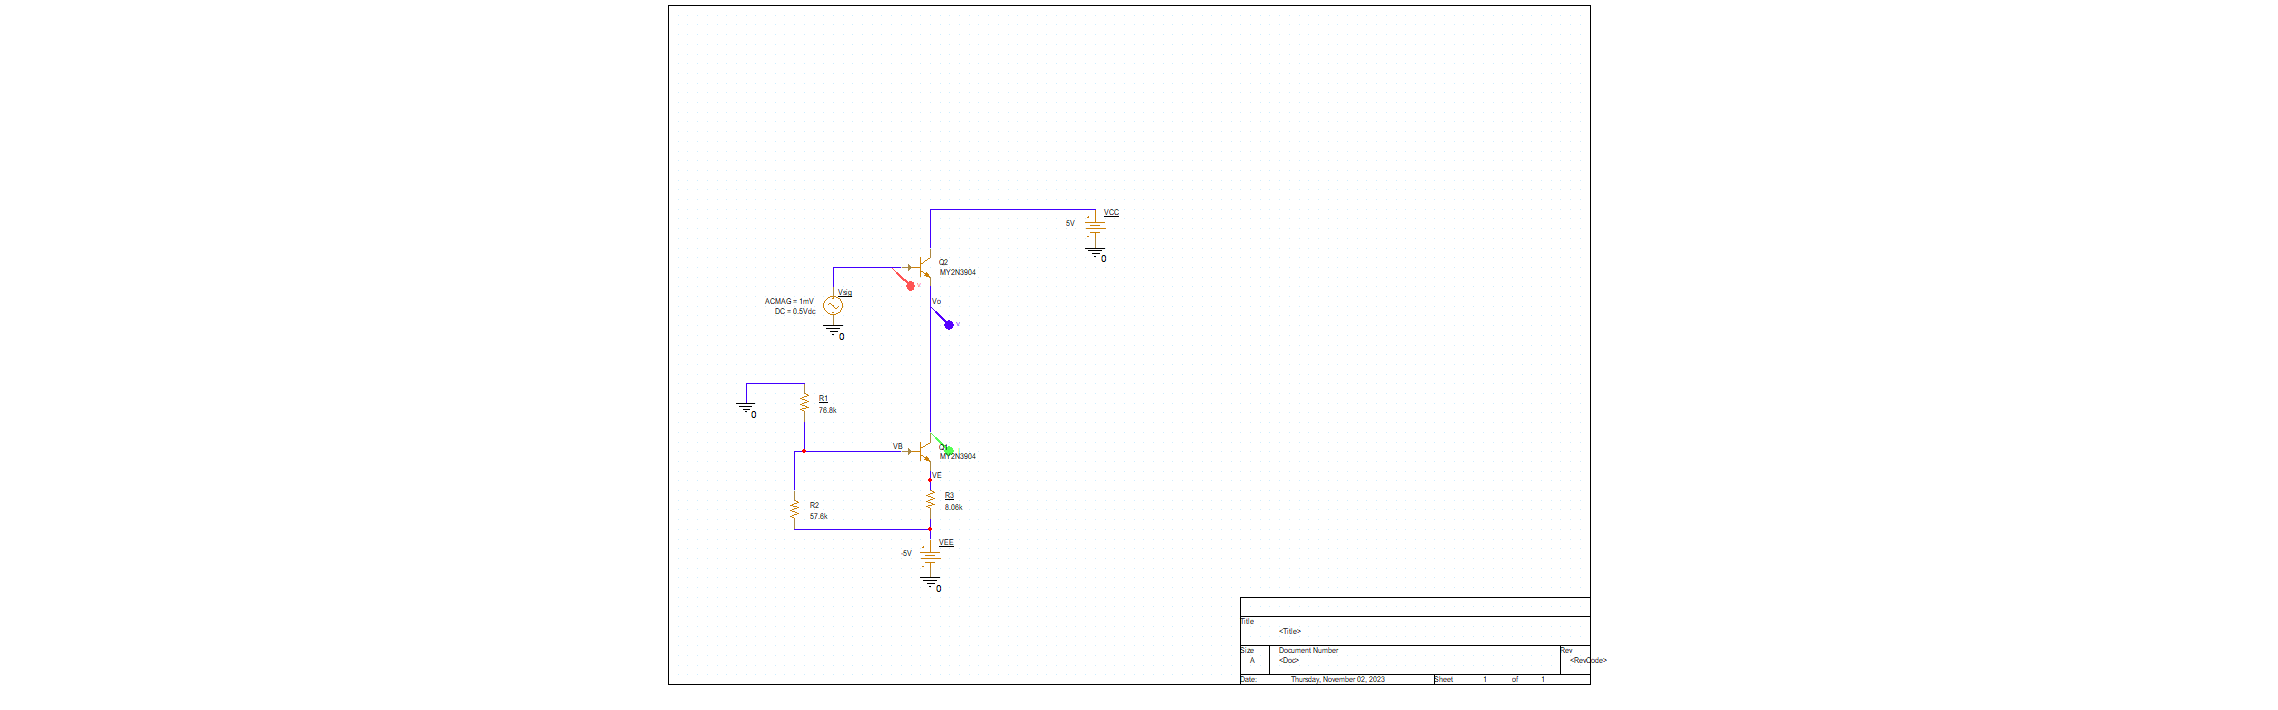 VCC
5V
0
Q2
MY2N3904
V
Vsig
ACMAG = 1mV
DC = 0.5Vdc
0
Vo
V
R1
76.8k
0
VB
Q1
MY2N3904
VE
R2
57.6k
R3
8.06k
VEE
-5V
0
Title
<Title>
Size
Document Number
Rev
A
<Doc>
<RevCode>
Date:
Thursday, November 02, 2023
Sheet
1
of
1